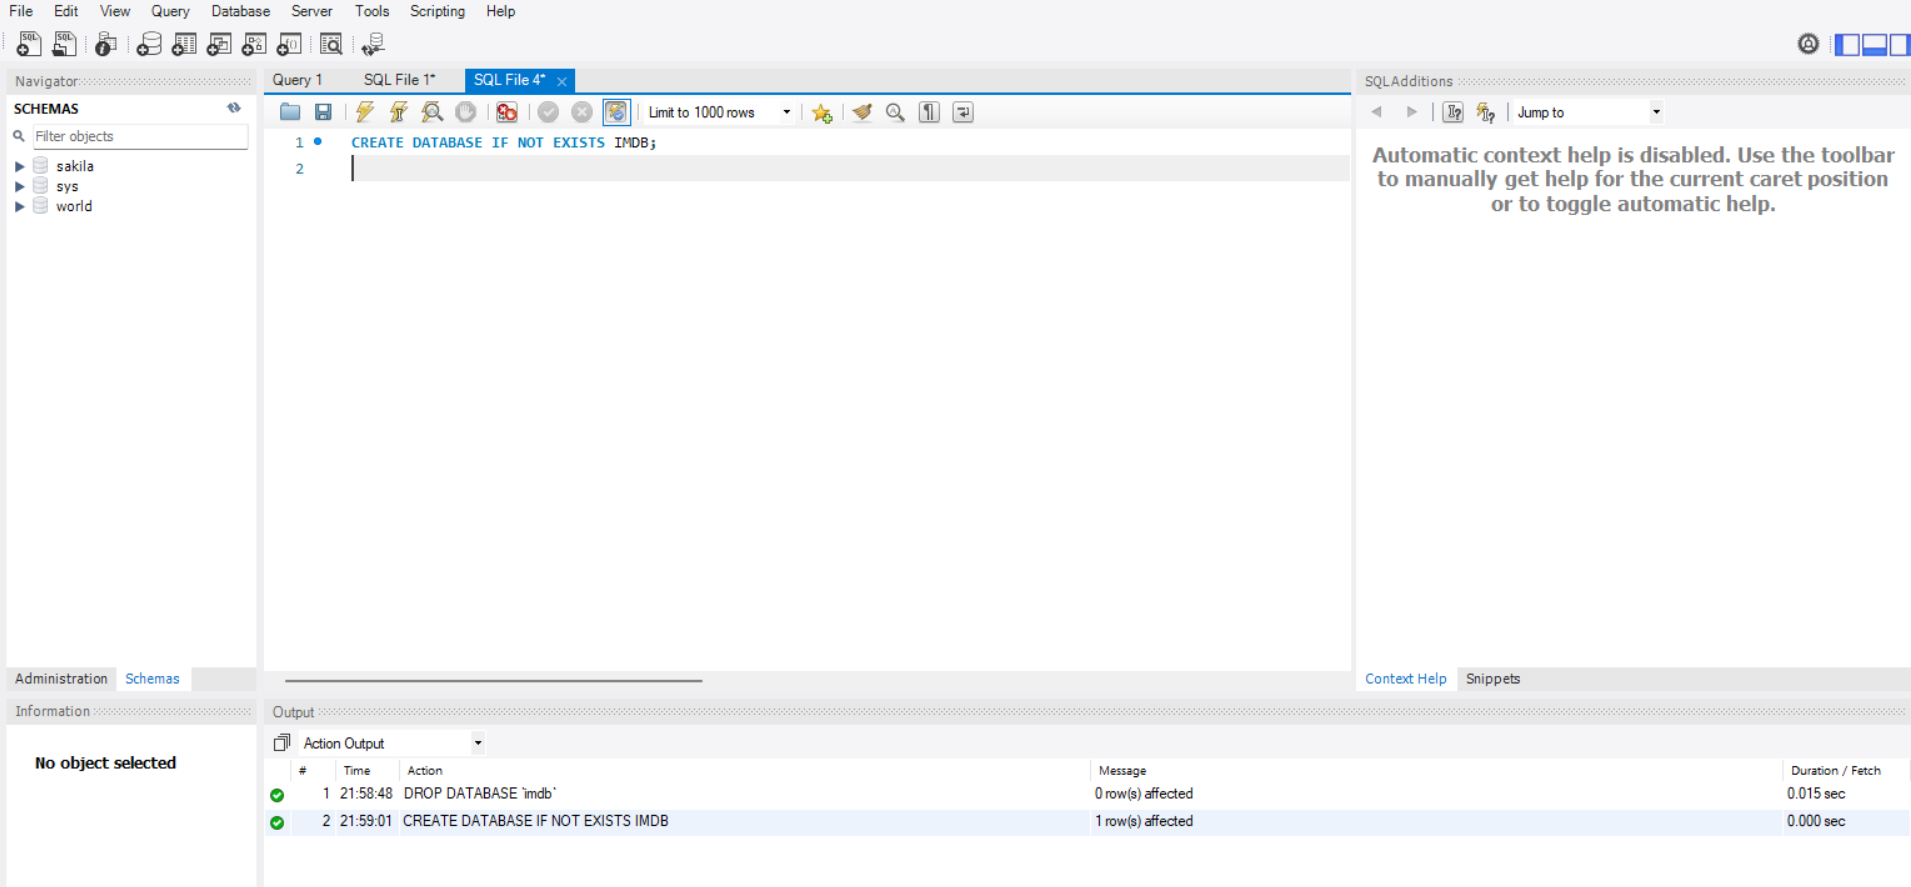 File Edit View Query Database Server Tools Scripting Help
Navigator
SCHEMAS
Filter objects
sakila
sys
world
Administration Schemas
Information
No object selected
Query 1 SQL File 1* SQL File 4*
Limit to 1000 rows
1 CREATE DATABASE IF NOT EXISTS IMDB;
2
SQLAdditions
Jump to
Automatic context help is disabled. Use the toolbar
to manually get help for the current caret position
or to toggle automatic help.
Context Help Snippets
Output
Action Output
# Time Action Message Duration / Fetch
1 21:58:48 DROP DATABASE `imdb` 0 row(s) affected 0.015 sec
2 21:59:01 CREATE DATABASE IF NOT EXISTS IMDB 1 row(s) affected 0.000 sec